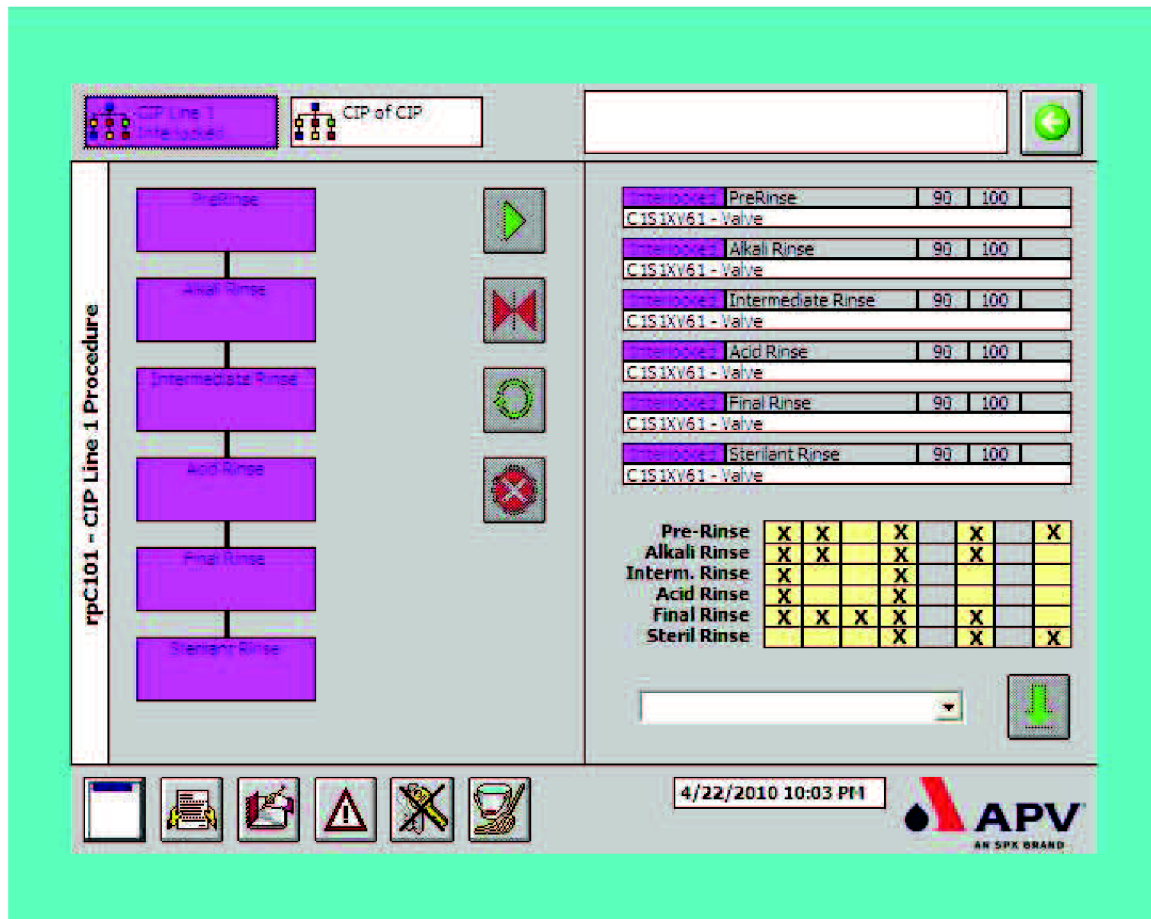 CIP Line 1
Interlocked
CIP of CIP
rpC101 - CIP Line 1 Procedure
PreRinse
Alkali Rinse
Intermediate Rinse
Acid Rinse
Final Rinse
Sterilant Rinse
Interlocked PreRinse 90 100
C1S1XV61 - Valve
Interlocked Alkali Rinse 90 100
C1S1XV61 - Valve
Interlocked Intermediate Rinse 90 100
C1S1XV61 - Valve
Interlocked Acid Rinse 90 100
C1S1XV61 - Valve
Interlocked Final Rinse 90 100
C1S1XV61 - Valve
Interlocked Sterilant Rinse 90 100
C1S1XV61 - Valve
Pre-Rinse X X X X X
Alkali Rinse X X X X
Interm. Rinse X X
Acid Rinse X X
Final Rinse X X X X X
Steril Rinse X X X
4/22/2010 10:03 PM
APV
AN SPX BRAND